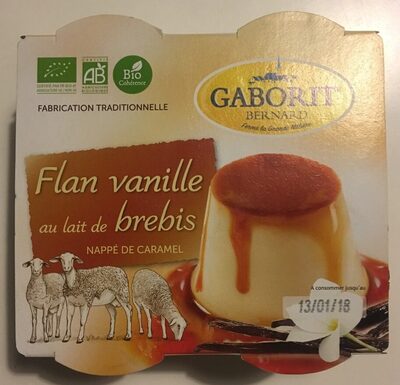 FABRICATION TRADITIONNELLE
AB
Bio
Cohérence
GABORIT
BERNARD
Flan vanille
au lait de brebis
NAPPÉ DE CARAMEL
A consommer jusqu'au
13/01/18